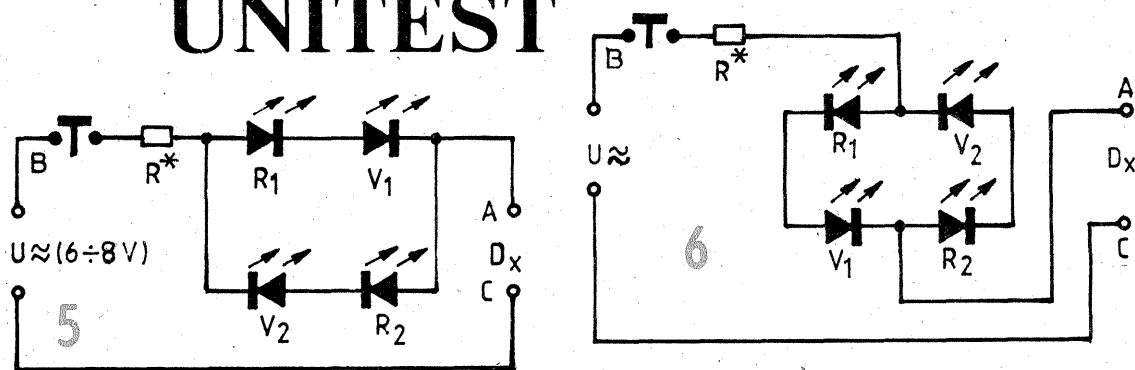 UNITEST
B
R*
R1
V1
U≈(6÷8V)
A
Dx
C
V2
R2
5
B
R*
R1
V2
A
U≈
Dx
V1
R2
C
6